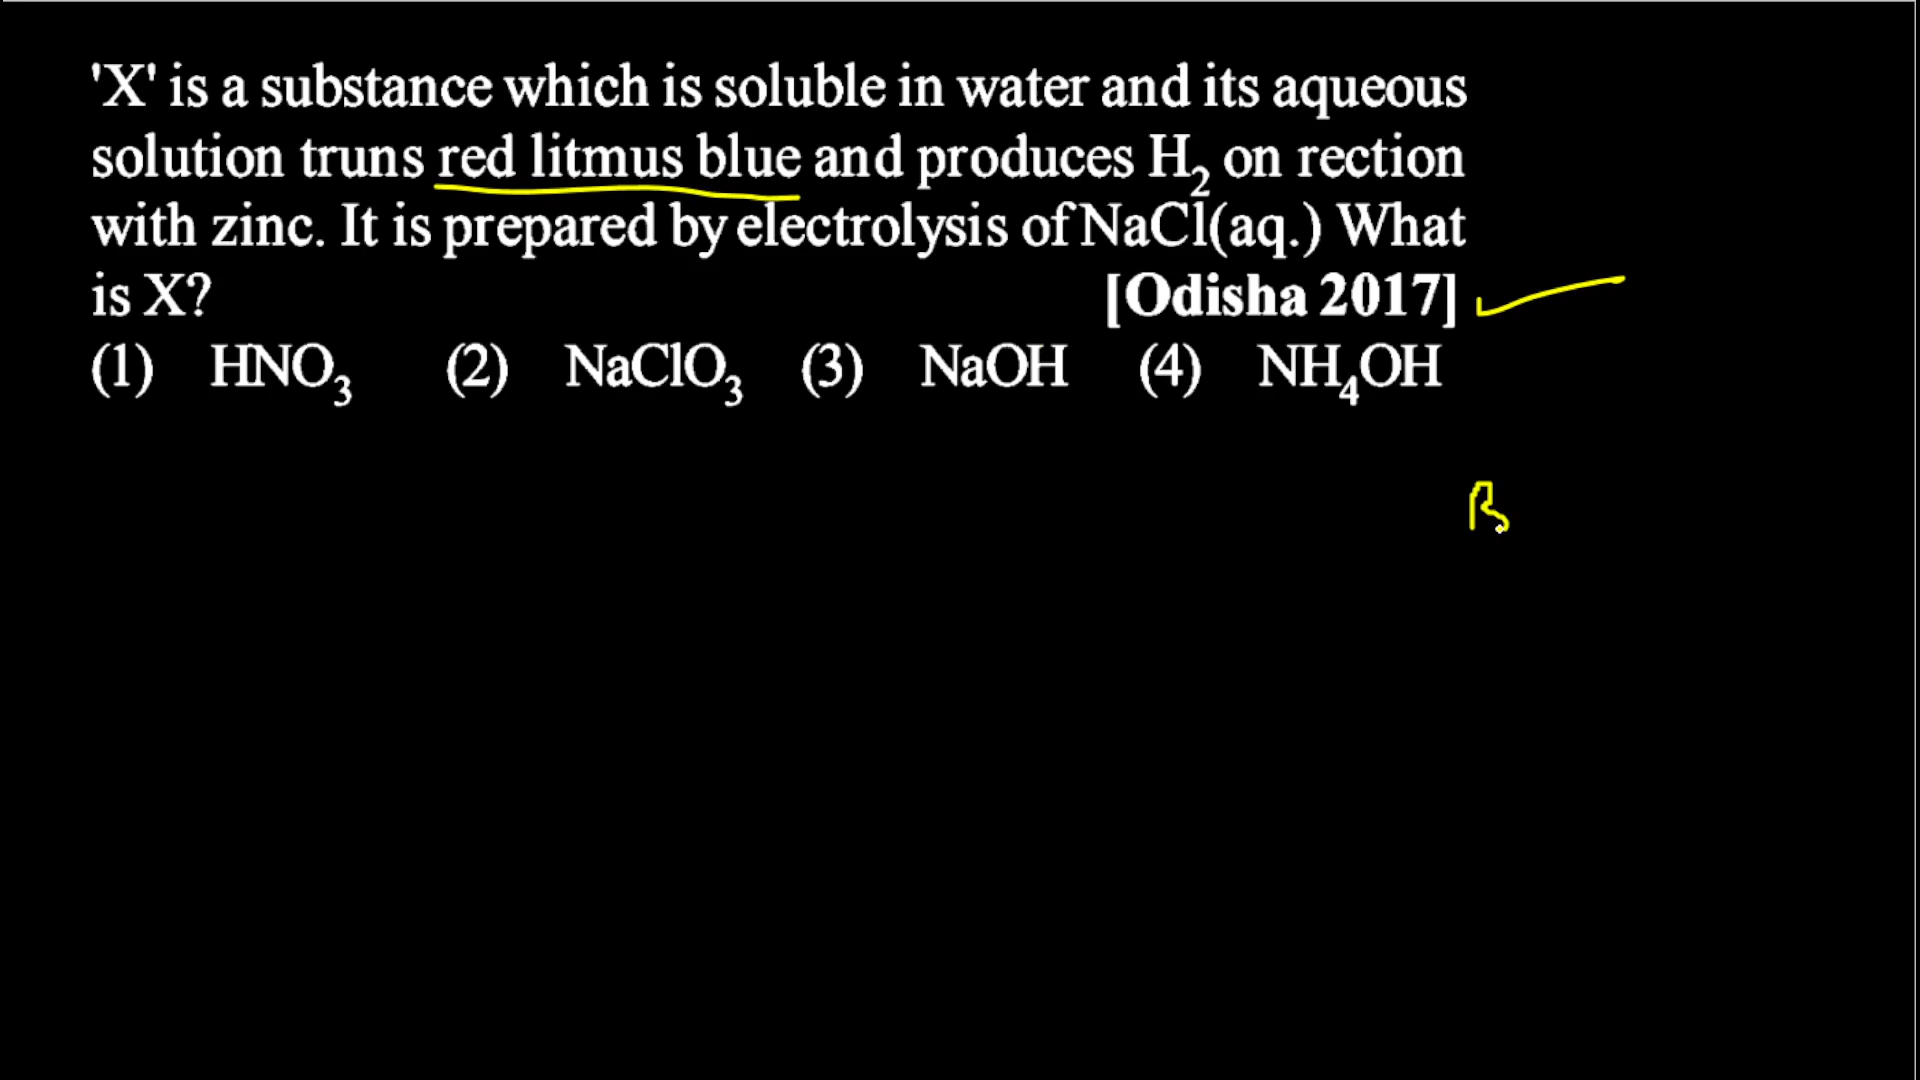 'X' is a substance which is soluble in water and its aqueous
solution truns red litmus blue and produces H₂ on rection
with zinc. It is prepared by electrolysis of NaCl(aq.) What
is X? [Odisha 2017]
(1) HNO₃ (2) NaClO₃ (3) NaOH (4) NH₄OH